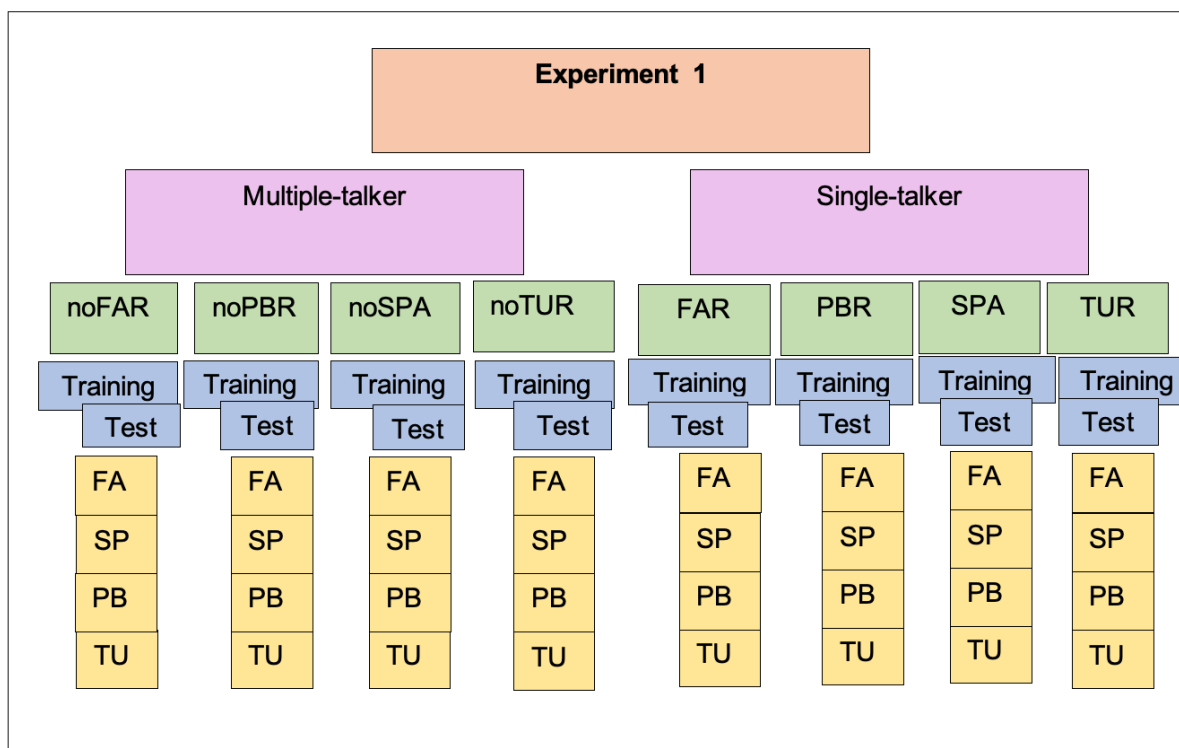 Experiment 1
Multiple-talker Single-talker
noFAR noPBR noSPA noTUR FAR PBR SPA TUR
Training Training Training Training Training Training Training Training
Test Test Test Test Test Test Test Test
FA FA FA FA FA FA FA FA
SP SP SP SP SP SP SP SP
PB PB PB PB PB PB PB PB
TU TU TU TU TU TU TU TU